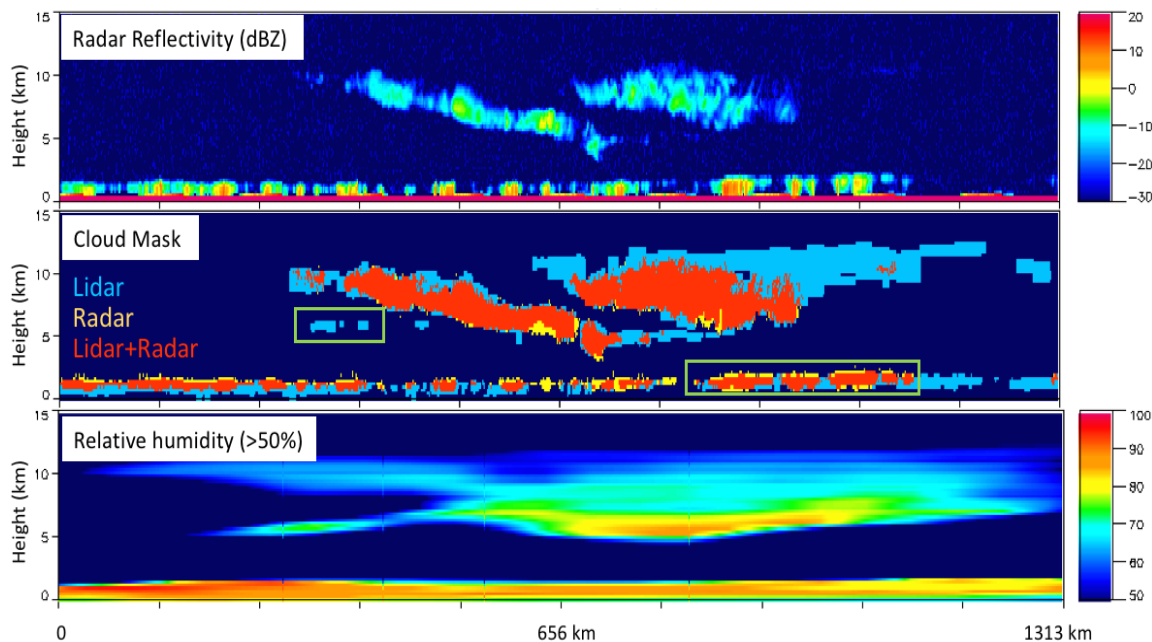 Radar Reflectivity (dBZ)
Height (km)
15
10
5
0
20
10
0
−10
−20
−30
Cloud Mask
Lidar
Radar
Lidar+Radar
Height (km)
15
10
5
0
Relative humidity (>50%)
Height (km)
15
10
5
0
100
90
80
70
60
50
0 656 km 1313 km